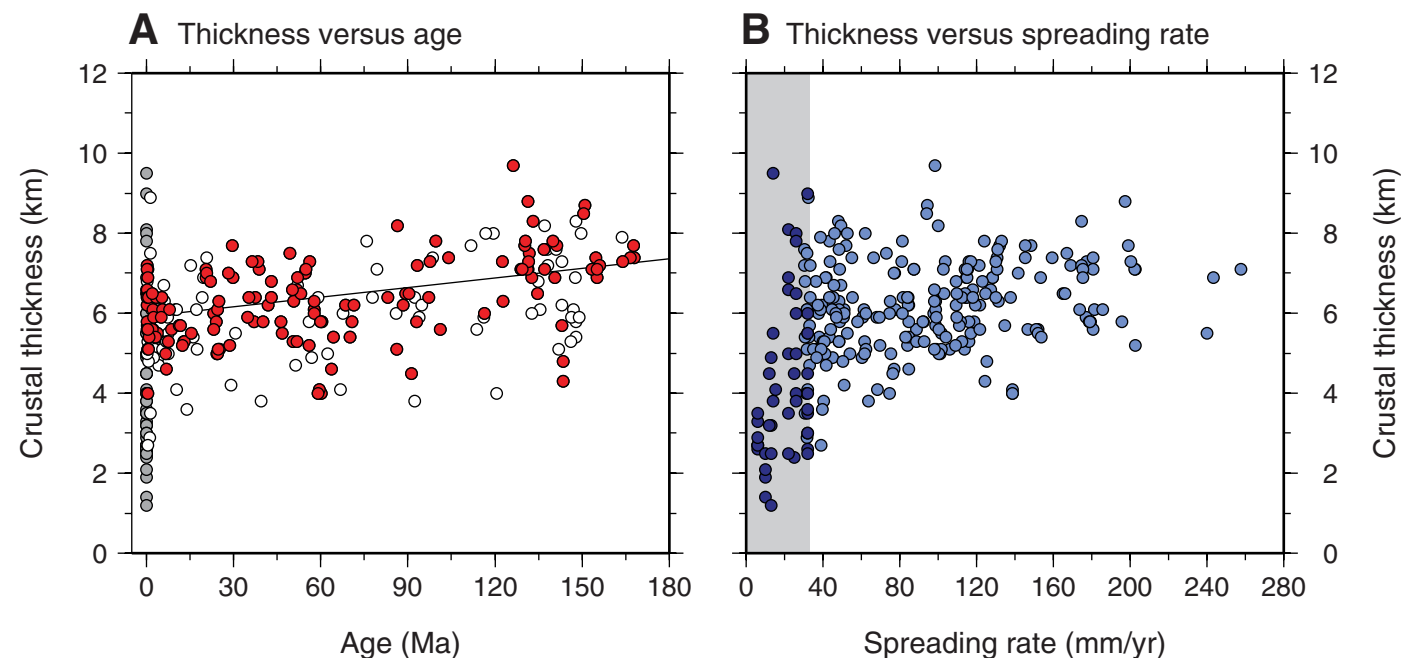 A Thickness versus age
B Thickness versus spreading rate
Crustal thickness (km)
12
10
8
6
4
2
0
0 30 60 90 120 150 180
Age (Ma)
12
10
8
6
4
2
0
Crustal thickness (km)
0 40 80 120 160 200 240 280
Spreading rate (mm/yr)